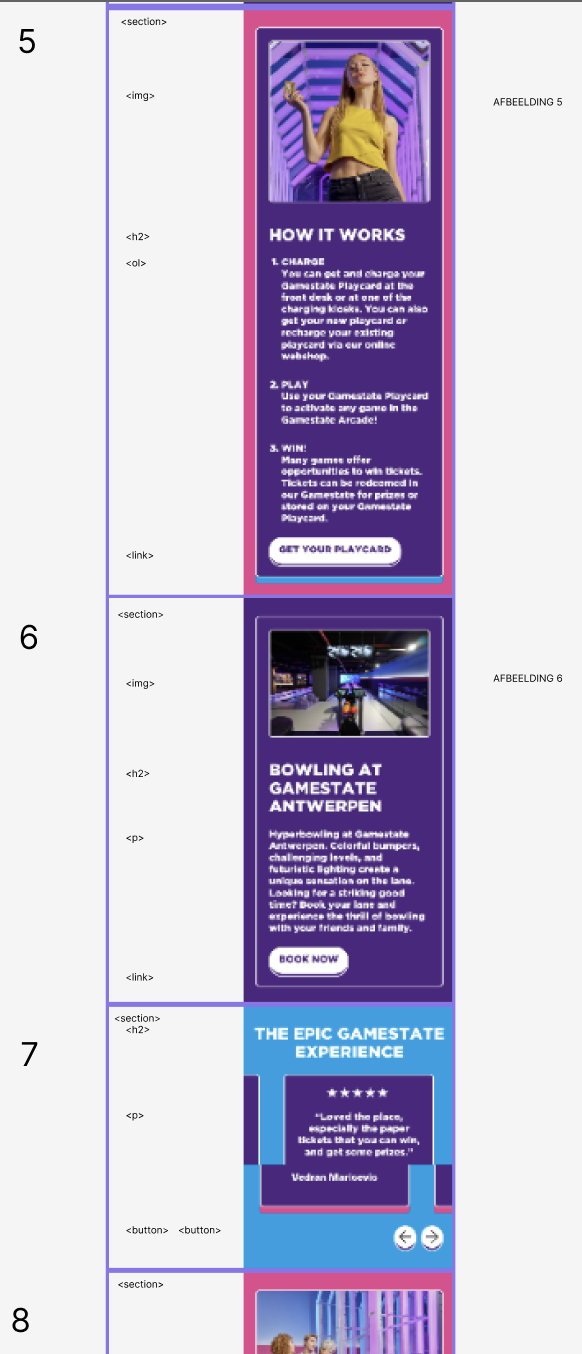 5
<section>
<img>
AFBEELDING 5
<h2>
HOW IT WORKS
<ol>
1. CHARGE
You can get and charge your
Gamestate Playcard at the
front desk or at one of the
charging kiosks. You can also
get your new playcard or
recharge your existing
playcard via our online
webshop.
2. PLAY
Use your Gamestate Playcard
to activate any game in the
Gamestate Arcade!
3. WIN!
Many games offer
opportunities to win tickets.
Tickets can be redeemed in
our Gamestate for prizes or
stored on your Gamestate
Playcard.
<link>
GET YOUR PLAYCARD
6
<section>
<img>
AFBEELDING 6
<h2>
BOWLING AT
GAMESTATE
ANTWERPEN
<p>
Hyperbowling at Gamestate
Antwerpen. Colorful bumpers,
challenging levels, and
futuristic lighting create a
unique sensation on the lane.
Looking for a striking good
time? Book your lane and
experience the thrill of bowling
with your friends and family.
BOOK NOW
<link>
7
<section>
<h2>
THE EPIC GAMESTATE
EXPERIENCE
<p>
"Loved the place,
especially the paper
tickets that you can win,
and get some prizes."
Vedran Maricevic
<button> <button>
8
<section>